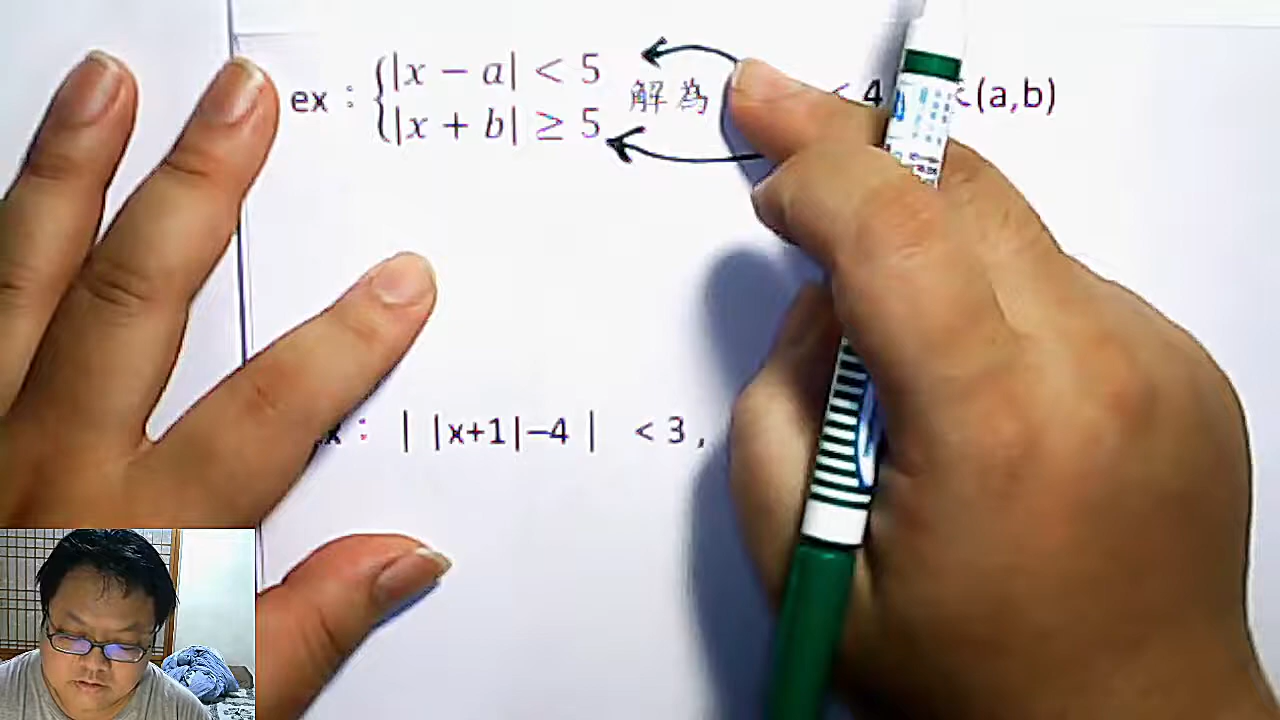 ex：|x − a| < 5 解為 < 4 (a,b)
|x + b| ≥ 5
x： | |x+1|−4 | < 3 ,